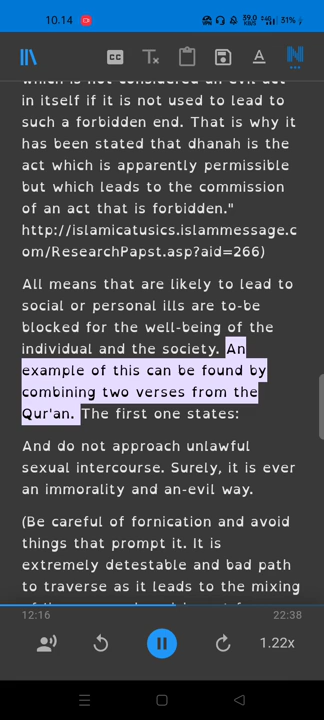 10.14
39.0 KB/S
51%
CC
which is not considered an evil act
in itself if it is not used to lead to
such a forbidden end. That is why it
has been stated that dhanah is the
act which is apparently permissible
but which leads to the commission
of an act that is forbidden."
http://islamicatusics.islammessage.c
om/ResearchPapst.asp?aid=266)
All means that are likely to lead to
social or personal ills are to-be
blocked for the well-being of the
individual and the society. An
example of this can be found by
combining two verses from the
Qur'an. The first one states:
And do not approach unlawful
sexual intercourse. Surely, it is ever
an immorality and an-evil way.
(Be careful of fornication and avoid
things that prompt it. It is
extremely detestable and bad path
to traverse as it leads to the mixing
12:16
22:38
1.22x